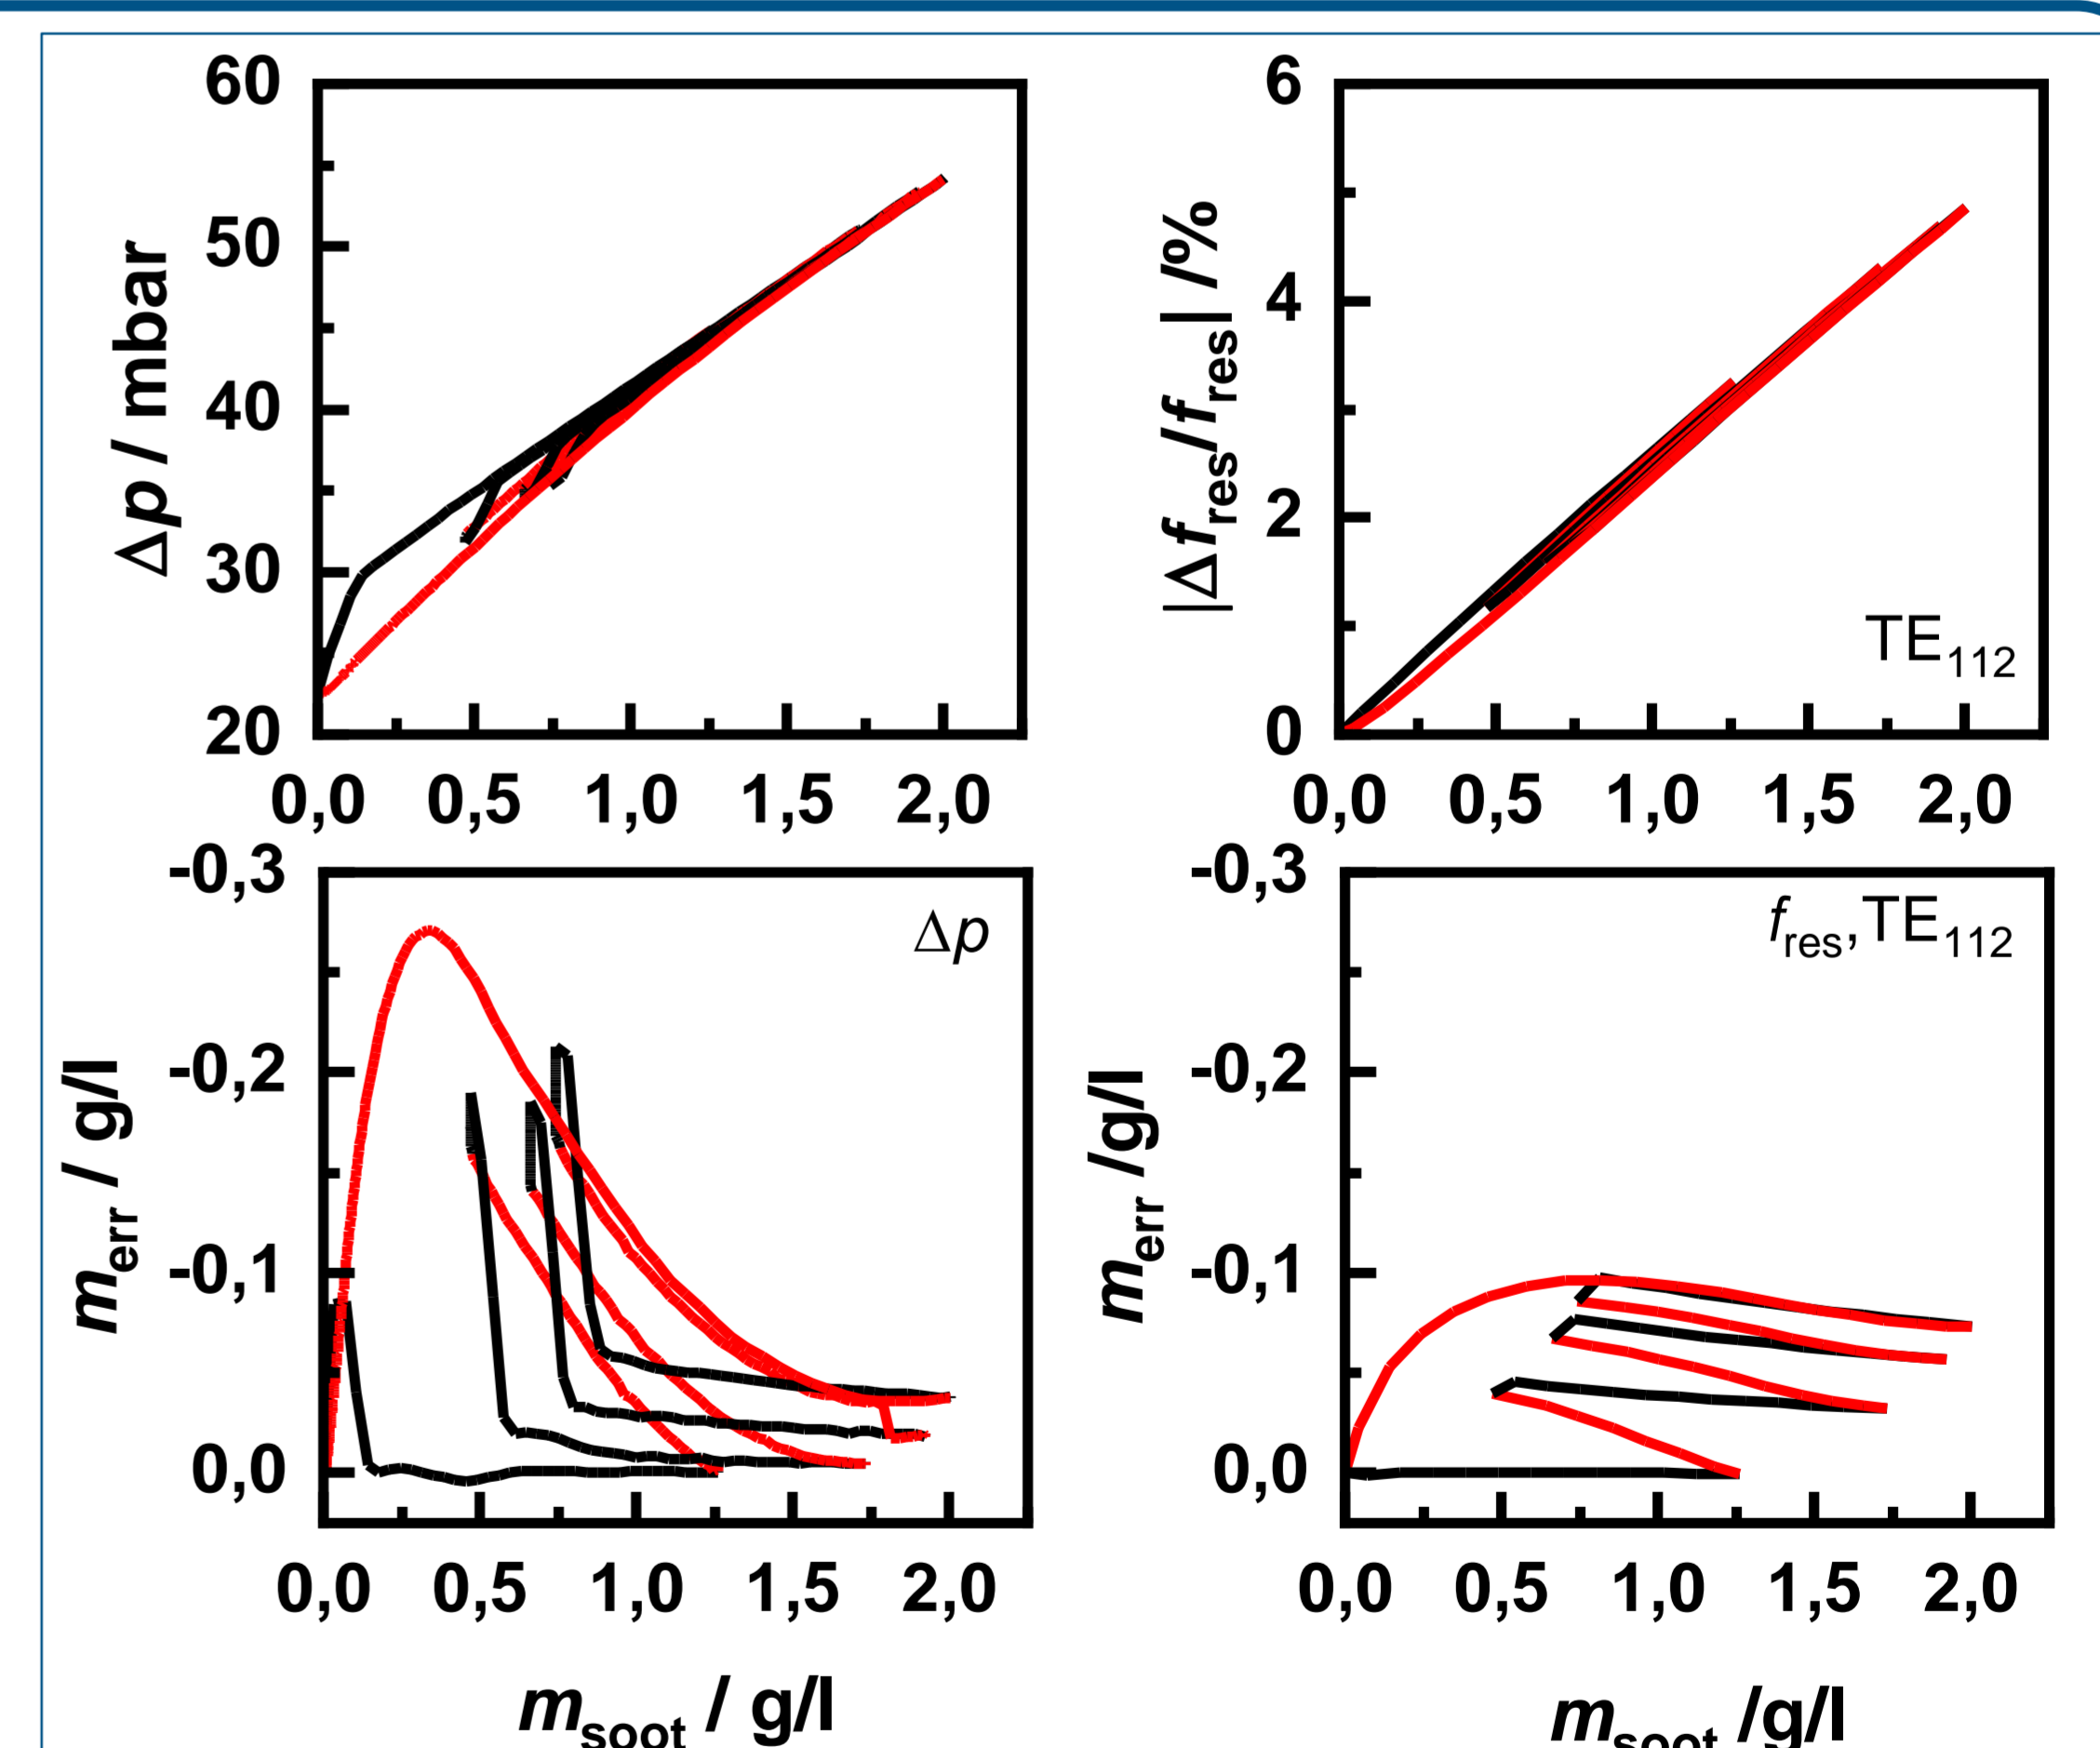 60
50
40
30
20
Δp / mbar
0,0 0,5 1,0 1,5 2,0
6
4
2
0
|Δfres/fres| /%
TE112
0,0 0,5 1,0 1,5 2,0
-0,3
-0,2
-0,1
0,0
merr / g/l
Δp
0,0 0,5 1,0 1,5 2,0
msoot / g/l
-0,3
-0,2
-0,1
0,0
merr /g/l
fres,TE112
0,0 0,5 1,0 1,5 2,0
msoot /g/l